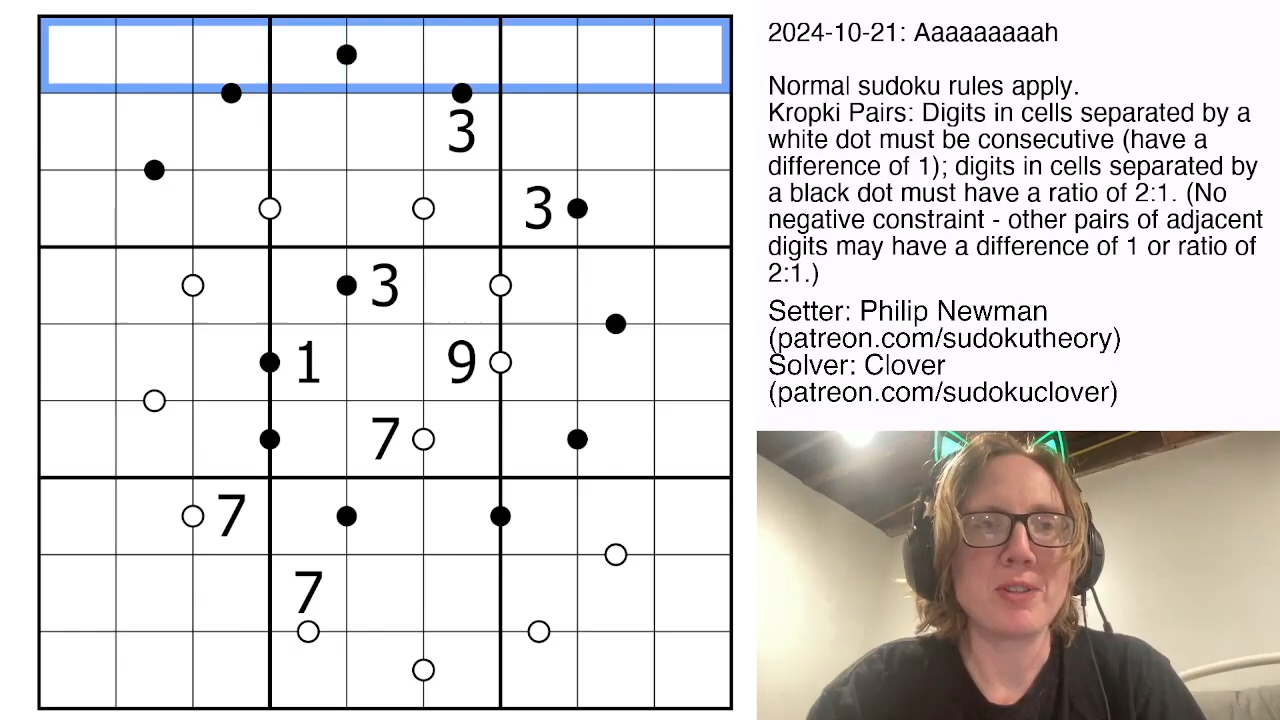 2024-10-21: Aaaaaaaaah
Normal sudoku rules apply.
Kropki Pairs: Digits in cells separated by a
white dot must be consecutive (have a
difference of 1); digits in cells separated by
a black dot must have a ratio of 2:1. (No
negative constraint - other pairs of adjacent
digits may have a difference of 1 or ratio of
2:1.)
Setter: Philip Newman
(patreon.com/sudokutheory)
Solver: Clover
(patreon.com/sudokuclover)
3
3
3
1 9
7
7
7